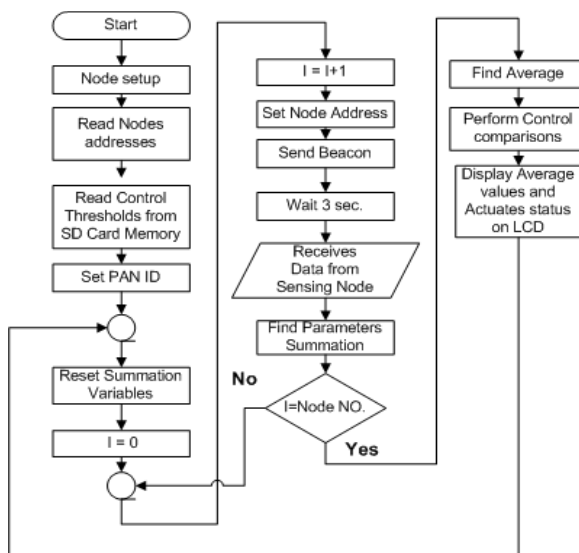 Start
Node setup
Read Nodes
addresses
Read Control
Thresholds from
SD Card Memory
Set PAN ID
Reset Summation
Variables
I = 0
I = I+1
Set Node Address
Send Beacon
Wait 3 sec.
Receives
Data from
Sensing Node
Find Parameters
Summation
No
I=Node NO.
Yes
Find Average
Perform Control
comparisons
Display Average
values and
Actuates status
on LCD